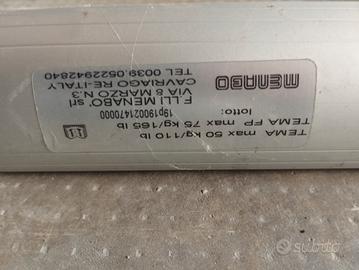 TEMA max 50 kg/110 lb
TEMA FP max 75 kg/165 lb
lotto:
19p190021470000
F.LLI MENABO' srl
VIA 8 MARZO N.3
CAVRIAGO RE-ITALY
TEL 0039.0522942840
MENABO
subito